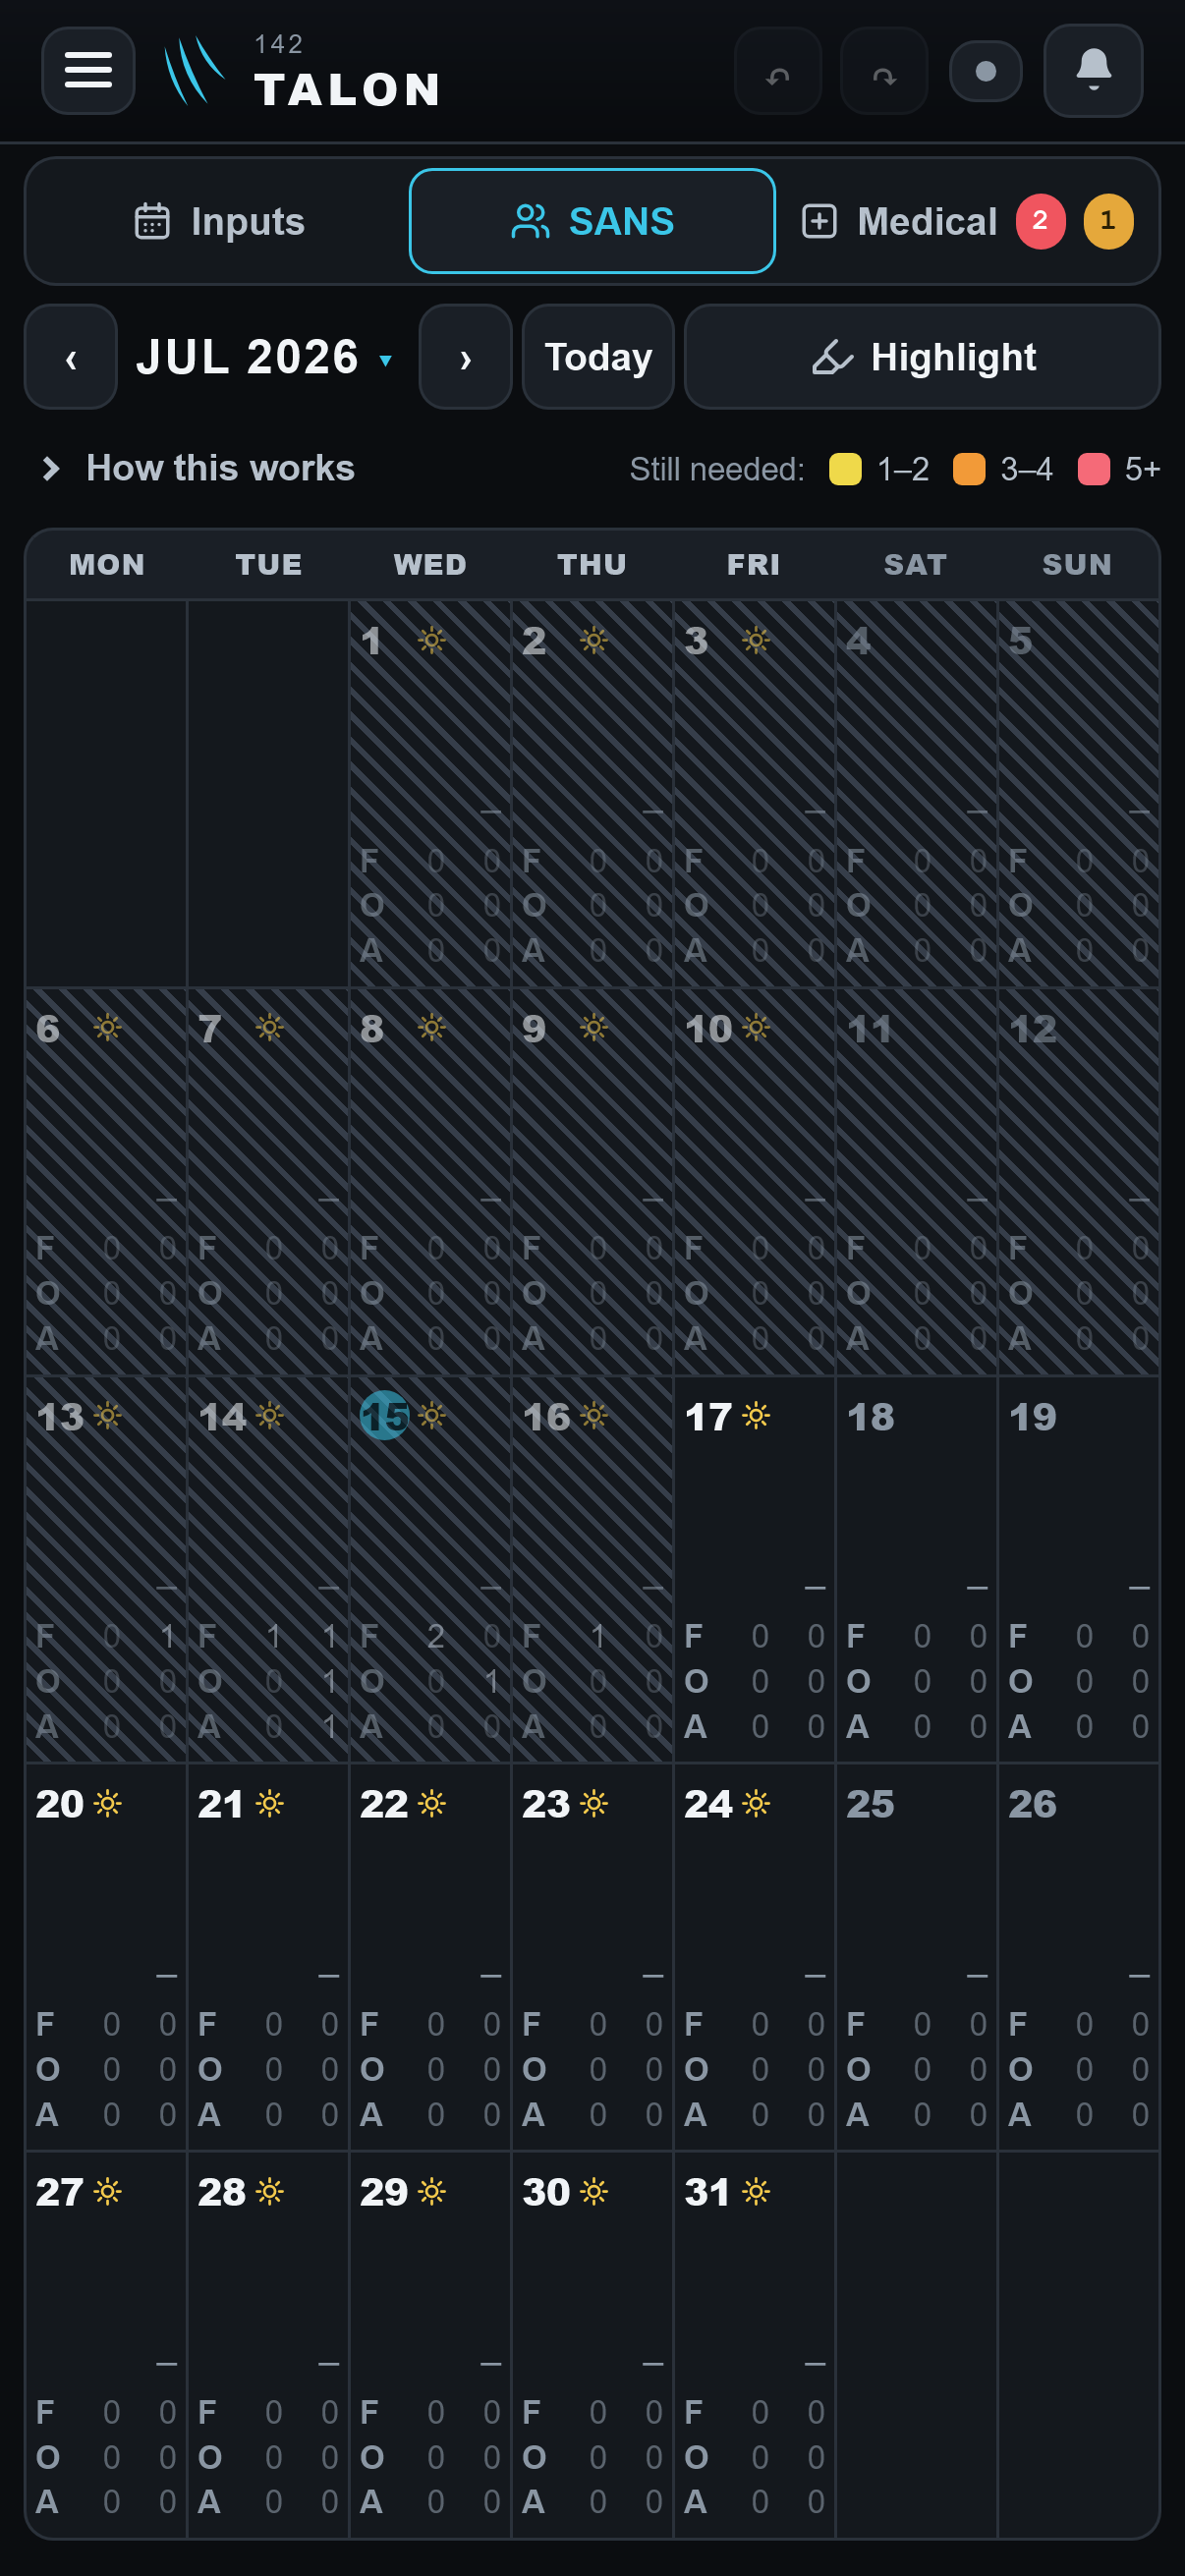 142
TALON
Inputs SANS Medical 2 1
‹ JUL 2026 ▾ › Today Highlight
How this works Still needed: 1–2 3–4 5+
MON TUE WED THU FRI SAT SUN
1 2 3 4 5
– – – – –
F 0 0 F 0 0 F 0 0 F 0 0 F 0 0
O 0 0 O 0 0 O 0 0 O 0 0 O 0 0
A 0 0 A 0 0 A 0 0 A 0 0 A 0 0
6 7 8 9 10 11 12
– – – – – – –
F 0 0 F 0 0 F 0 0 F 0 0 F 0 0 F 0 0 F 0 0
O 0 0 O 0 0 O 0 0 O 0 0 O 0 0 O 0 0 O 0 0
A 0 0 A 0 0 A 0 0 A 0 0 A 0 0 A 0 0 A 0 0
13 14 15 16 17 18 19
– – – – – – –
F 0 1 F 1 1 F 2 0 F 1 0 F 0 0 F 0 0 F 0 0
O 0 0 O 0 1 O 0 1 O 0 0 O 0 0 O 0 0 O 0 0
A 0 0 A 0 1 A 0 0 A 0 0 A 0 0 A 0 0 A 0 0
20 21 22 23 24 25 26
– – – – – – –
F 0 0 F 0 0 F 0 0 F 0 0 F 0 0 F 0 0 F 0 0
O 0 0 O 0 0 O 0 0 O 0 0 O 0 0 O 0 0 O 0 0
A 0 0 A 0 0 A 0 0 A 0 0 A 0 0 A 0 0 A 0 0
27 28 29 30 31
– – – – –
F 0 0 F 0 0 F 0 0 F 0 0 F 0 0
O 0 0 O 0 0 O 0 0 O 0 0 O 0 0
A 0 0 A 0 0 A 0 0 A 0 0 A 0 0